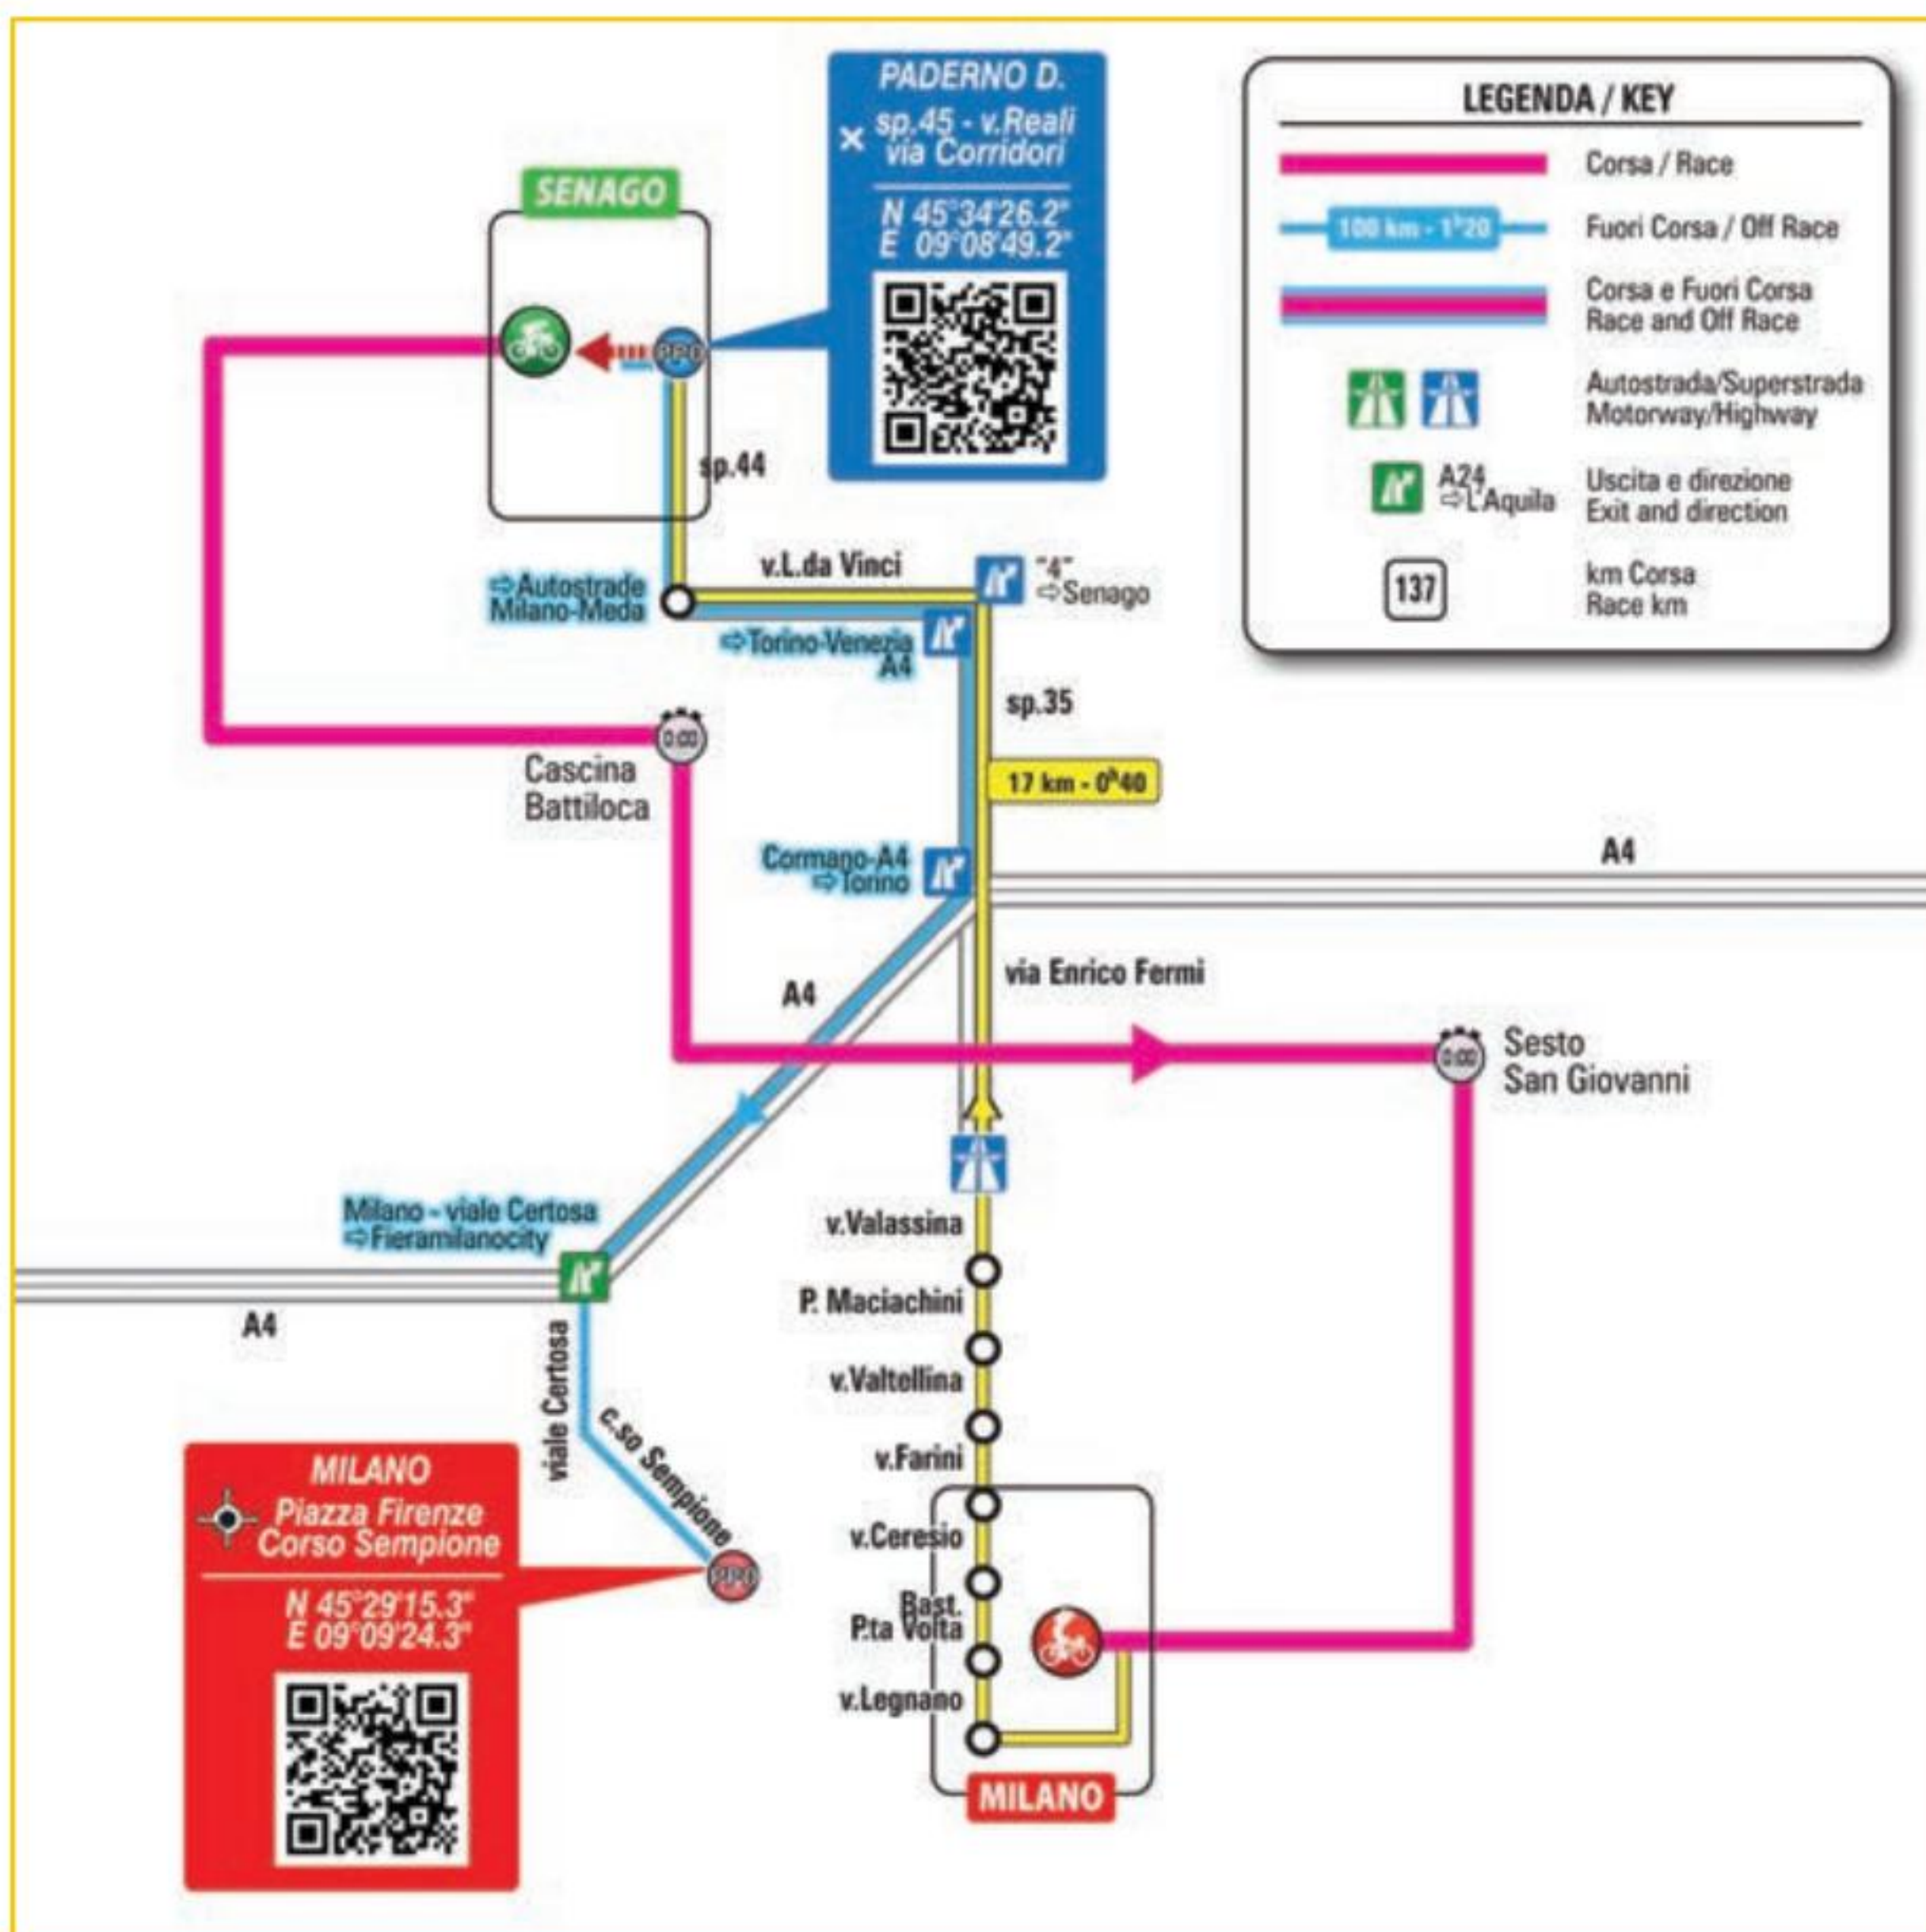 PADERNO D.
sp.45 - v.Reali
via Corridori
N 45°34'26.2"
E 09°08'49.2"
LEGENDA / KEY
Corsa / Race
100 km - 1h20
Fuori Corsa / Off Race
Corsa e Fuori Corsa
Race and Off Race
Autostrada/Superstrada
Motorway/Highway
A24
⇨L'Aquila
Uscita e direzione
Exit and direction
137
km Corsa
Race km
SENAGO
sp.44
v.L.da Vinci
"4"
⇨Senago
⇨Autostrade
Milano-Meda
⇨Torino-Venezia
A4
sp.35
0:00
Cascina
Battiloca
17 km - 0h40
Cormano-A4
⇨Torino
A4
A4
via Enrico Fermi
0:00
Sesto
San Giovanni
Milano - viale Certosa
⇨Fieramilanocity
A4
viale Certosa
c.so Sempione
v.Valassina
P. Maciachini
v.Valtellina
v.Farini
v.Ceresio
Bast.
P.ta Volta
v.Legnano
MILANO
MILANO
Piazza Firenze
Corso Sempione
N 45°29'15.3"
E 09°09'24.3"